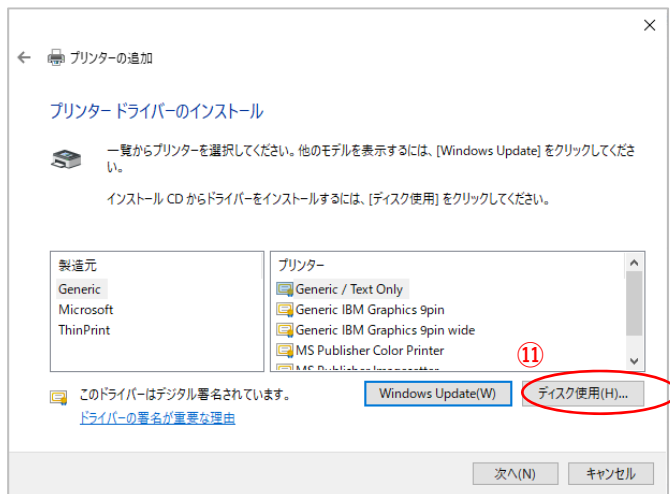 プリンターの追加
プリンター ドライバーのインストール
一覧からプリンターを選択してください。他のモデルを表示するには、[Windows Update] をクリックしてくださ
い。
インストール CD からドライバーをインストールするには、[ディスク使用] をクリックしてください。
製造元
Generic
Microsoft
ThinPrint
プリンター
Generic / Text Only
Generic IBM Graphics 9pin
Generic IBM Graphics 9pin wide
MS Publisher Color Printer
MS Publisher Imagesetter
⑪
このドライバーはデジタル署名されています。
ドライバーの署名が重要な理由
Windows Update(W)
ディスク使用(H)...
次へ(N)
キャンセル